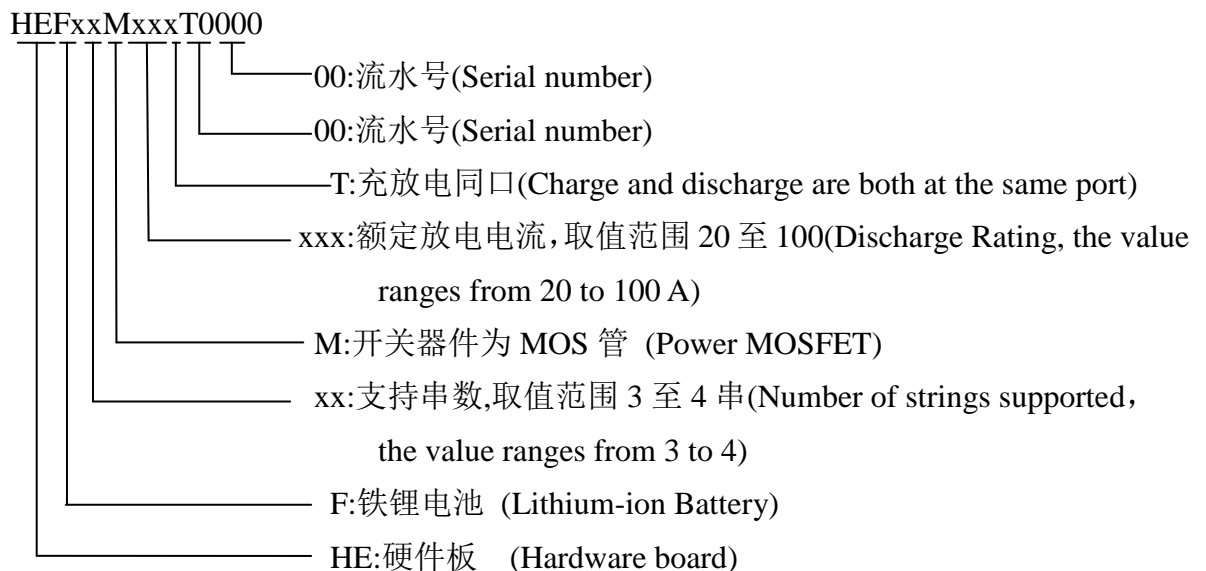 HEFxxMxxxT0000
00:流水号(Serial number)
00:流水号(Serial number)
T:充放电同口(Charge and discharge are both at the same port)
xxx:额定放电电流,取值范围 20 至 100(Discharge Rating, the value
ranges from 20 to 100 A)
M:开关器件为 MOS 管 (Power MOSFET)
xx:支持串数,取值范围 3 至 4 串(Number of strings supported,
the value ranges from 3 to 4)
F:铁锂电池 (Lithium-ion Battery)
HE:硬件板 (Hardware board)